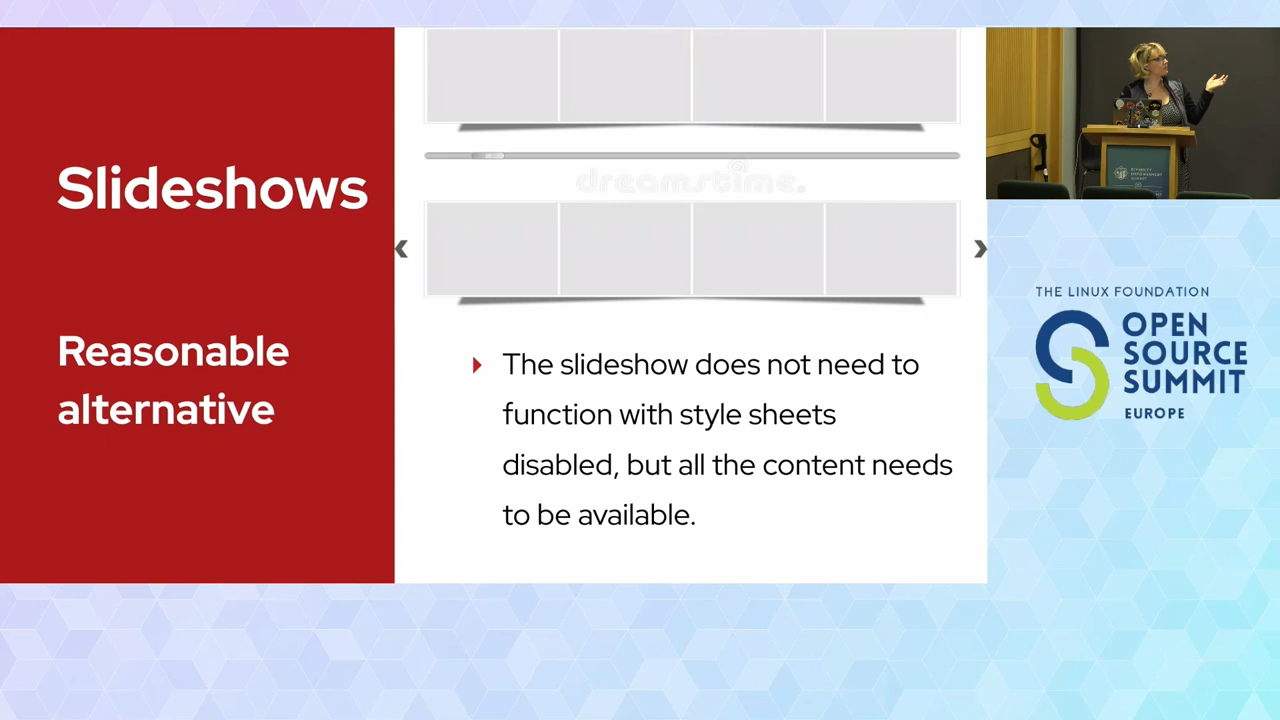 Slideshows
Reasonable
alternative
dreamstime.
The slideshow does not need to
function with style sheets
disabled, but all the content needs
to be available.
THE LINUX FOUNDATION
OPEN
SOURCE
SUMMIT
EUROPE